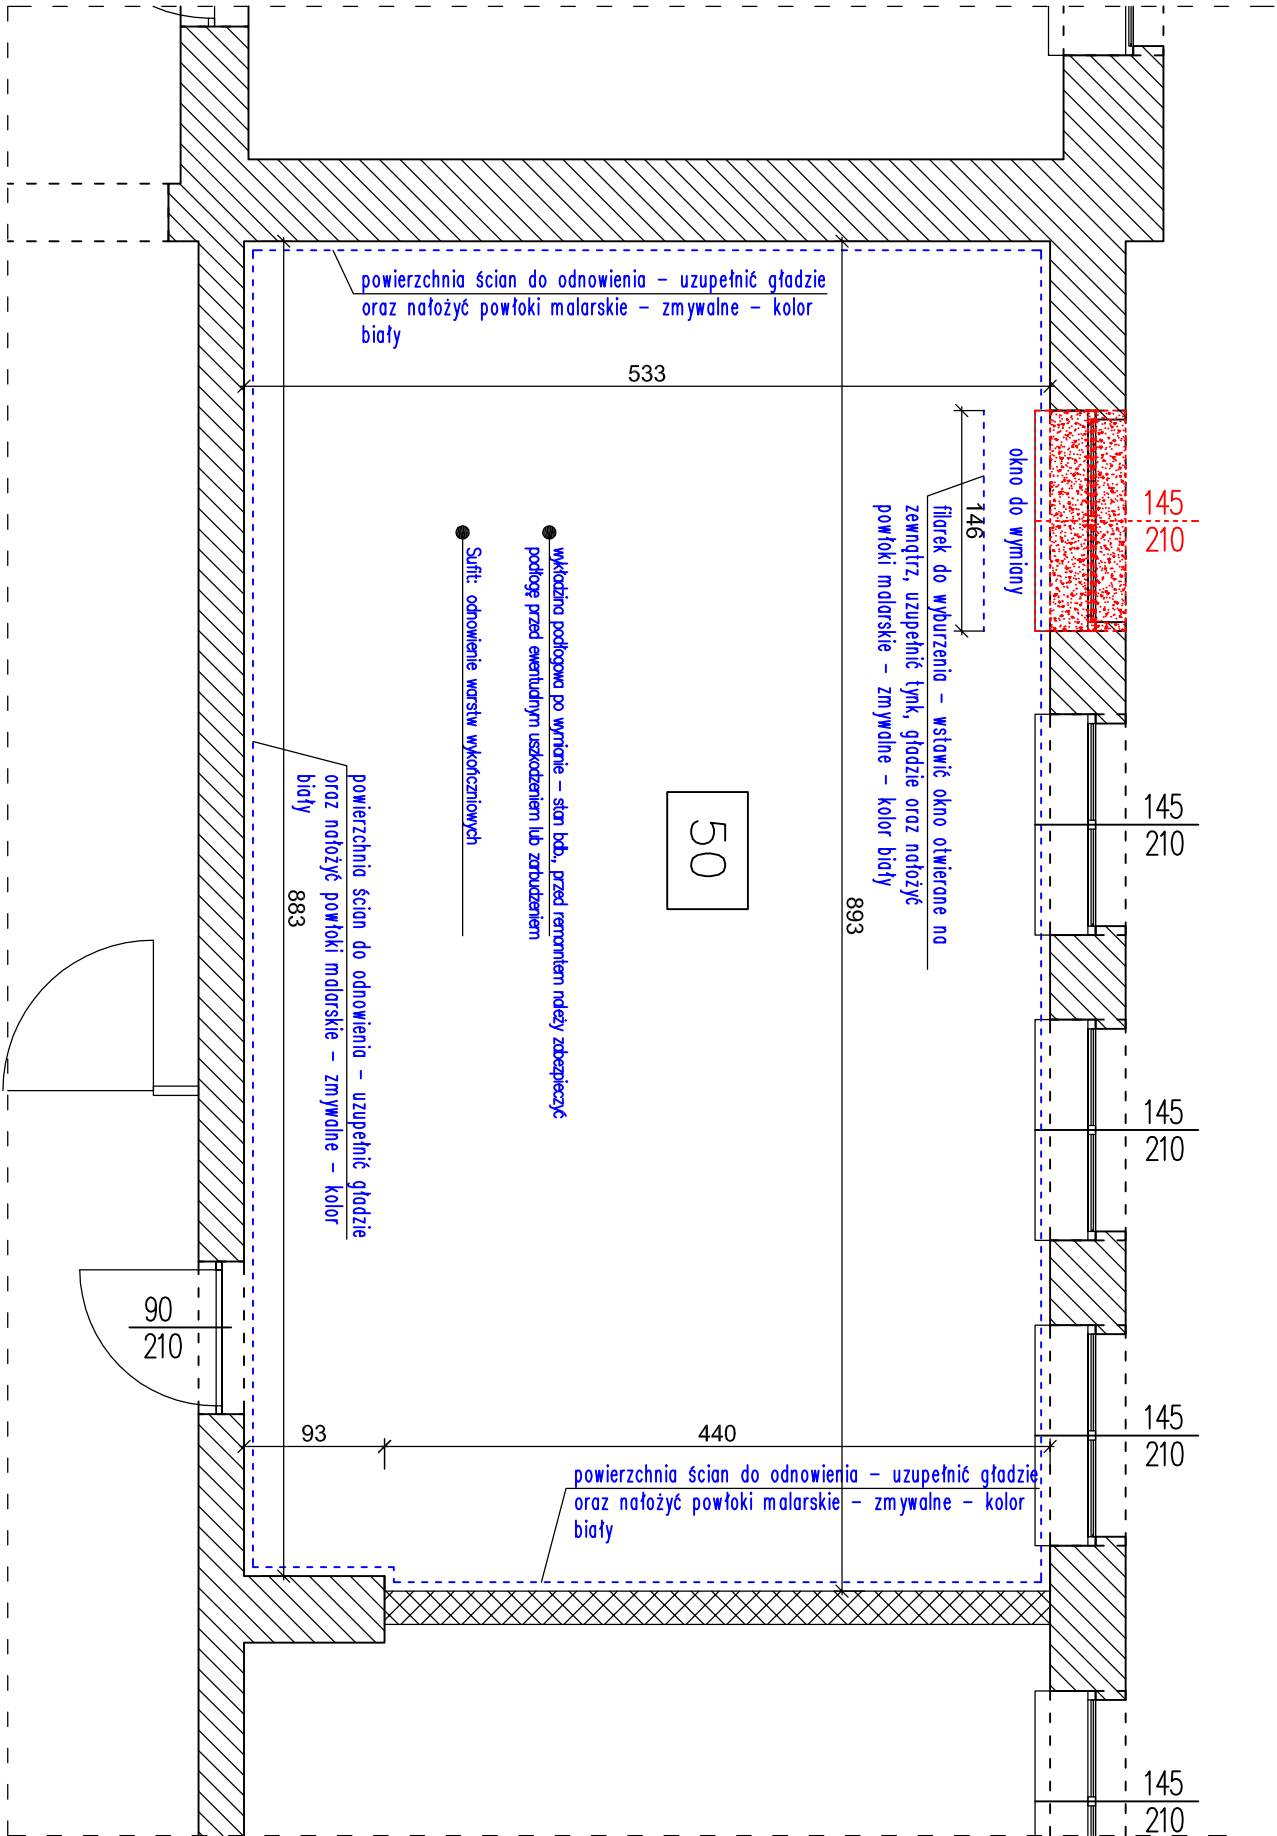 powierzchnia ścian do odnowienia – uzupełnić gładzie
oraz nałożyć powłoki malarskie – zmywalne – kolor
biały
533
okno do wymiany
145
210
146
filarek do wyburzenia – wstawić okno otwierane na
zewnątrz, uzupełnić tynk, gładzie oraz nałożyć
powłoki malarskie – zmywalne – kolor biały
wykładzina podłogowa po wymianie – stan bdb., przed remontem należy zabezpieczyć
podłogę przed ewentualnym uszkodzeniem lub zabrudzeniem
Sufit: odnowienie warstw wykończniowych
50
145
210
893
883
powierzchnia ścian do odnowienia – uzupełnić gładzie
oraz nałożyć powłoki malarskie – zmywalne – kolor
biały
145
210
90
210
93
440
145
210
powierzchnia ścian do odnowienia – uzupełnić gładzie
oraz nałożyć powłoki malarskie – zmywalne – kolor
biały
145
210